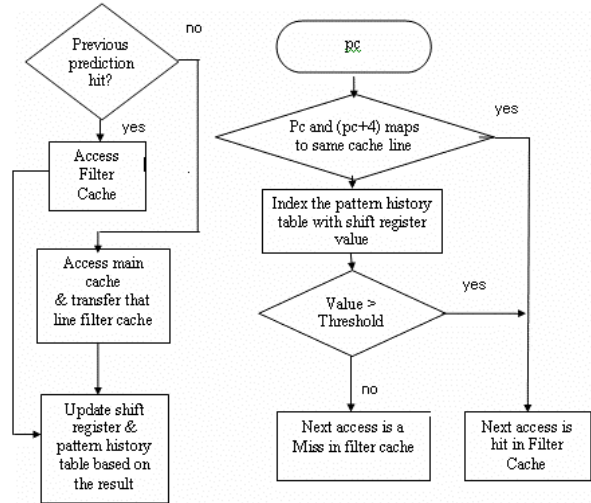 no
Previous
prediction
hit?
yes
Access
Filter
Cache
Access main
cache
& transfer that
line filter cache
Update shift
register &
pattern history
table based on
the result
pc
Pc and (pc+4) maps
to same cache line
yes
Index the pattern history
table with shift register
value
Value >
Threshold
yes
no
Next access is a
Miss in filter cache
Next access is
hit in Filter
Cache